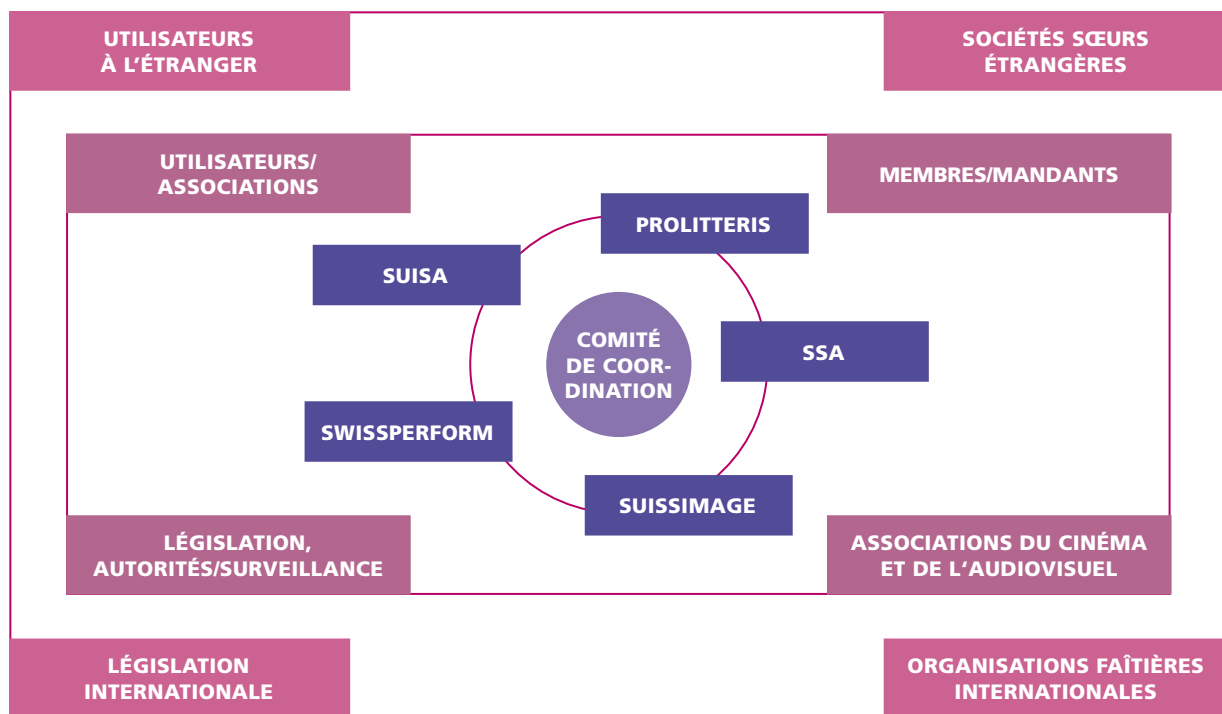 UTILISATEURS
À L’ÉTRANGER
SOCIÉTÉS SŒURS
ÉTRANGÈRES
UTILISATEURS/
ASSOCIATIONS
MEMBRES/MANDANTS
PROLITTERIS
SUISA
COMITÉ
DE COOR-
DINATION
SSA
SWISSPERFORM
SUISSIMAGE
LÉGISLATION,
AUTORITÉS/SURVEILLANCE
ASSOCIATIONS DU CINÉMA
ET DE L‘AUDIOVISUEL
LÉGISLATION
INTERNATIONALE
ORGANISATIONS FAÎTIÈRES
INTERNATIONALES